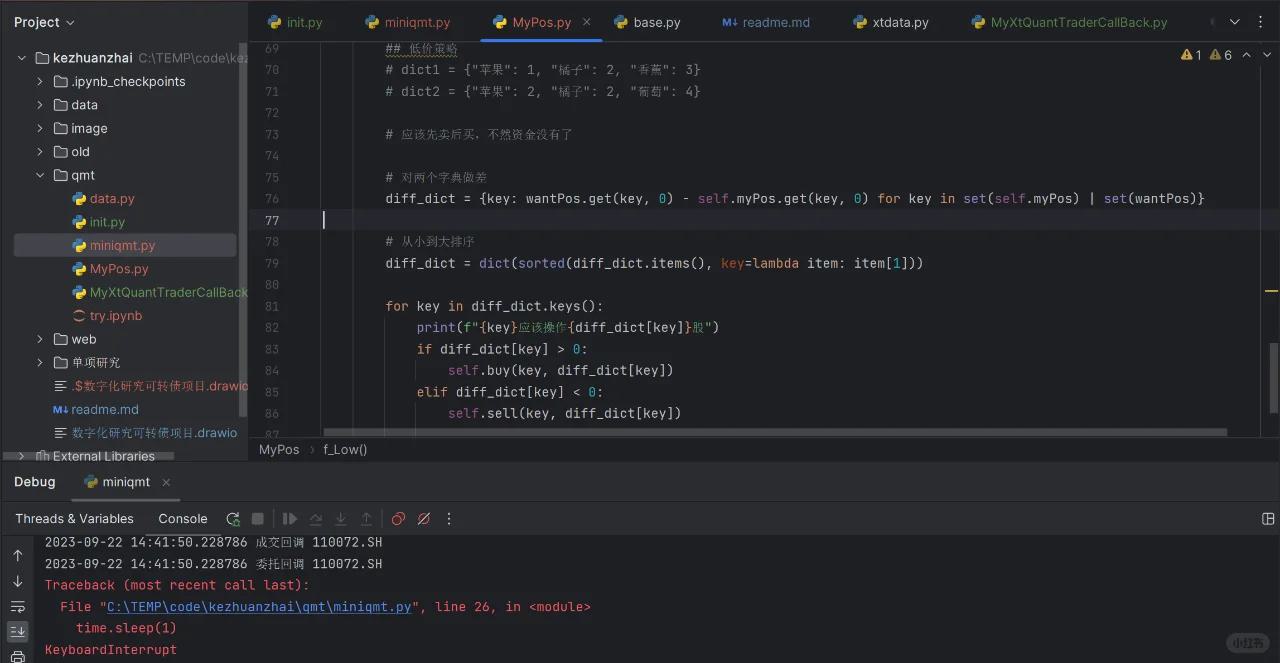 Project
init.py
miniqmt.py
MyPos.py
base.py
readme.md
xtdata.py
MyXtQuantTraderCallBack.py
kezhuanzhai C:\TEMP\code\kez
.ipynb_checkpoints
data
image
old
qmt
data.py
init.py
miniqmt.py
MyPos.py
MyXtQuantTraderCallBack
try.ipynb
web
单项研究
.$数字化研究可转债项目.drawio
readme.md
数字化研究可转债项目.drawio
External Libraries
1 6
69 ## 低价策略
70 # dict1 = {"苹果": 1, "橘子": 2, "香蕉": 3}
71 # dict2 = {"苹果": 2, "橘子": 2, "葡萄": 4}
72
73 # 应该先卖后买，不然资金没有了
74
75 # 对两个字典做差
76 diff_dict = {key: wantPos.get(key, 0) - self.myPos.get(key, 0) for key in set(self.myPos) | set(wantPos)}
77
78 # 从小到大排序
79 diff_dict = dict(sorted(diff_dict.items(), key=lambda item: item[1]))
80
81 for key in diff_dict.keys():
82 print(f"{key}应该操作{diff_dict[key]}股")
83 if diff_dict[key] > 0:
84 self.buy(key, diff_dict[key])
85 elif diff_dict[key] < 0:
86 self.sell(key, diff_dict[key])
87
MyPos › f_Low()
Debug
miniqmt
Threads & Variables
Console
2023-09-22 14:41:50.228786 成交回调 110072.SH
2023-09-22 14:41:50.228786 委托回调 110072.SH
Traceback (most recent call last):
File "C:\TEMP\code\kezhuanzhai\qmt\miniqmt.py", line 26, in <module>
time.sleep(1)
KeyboardInterrupt
小红书